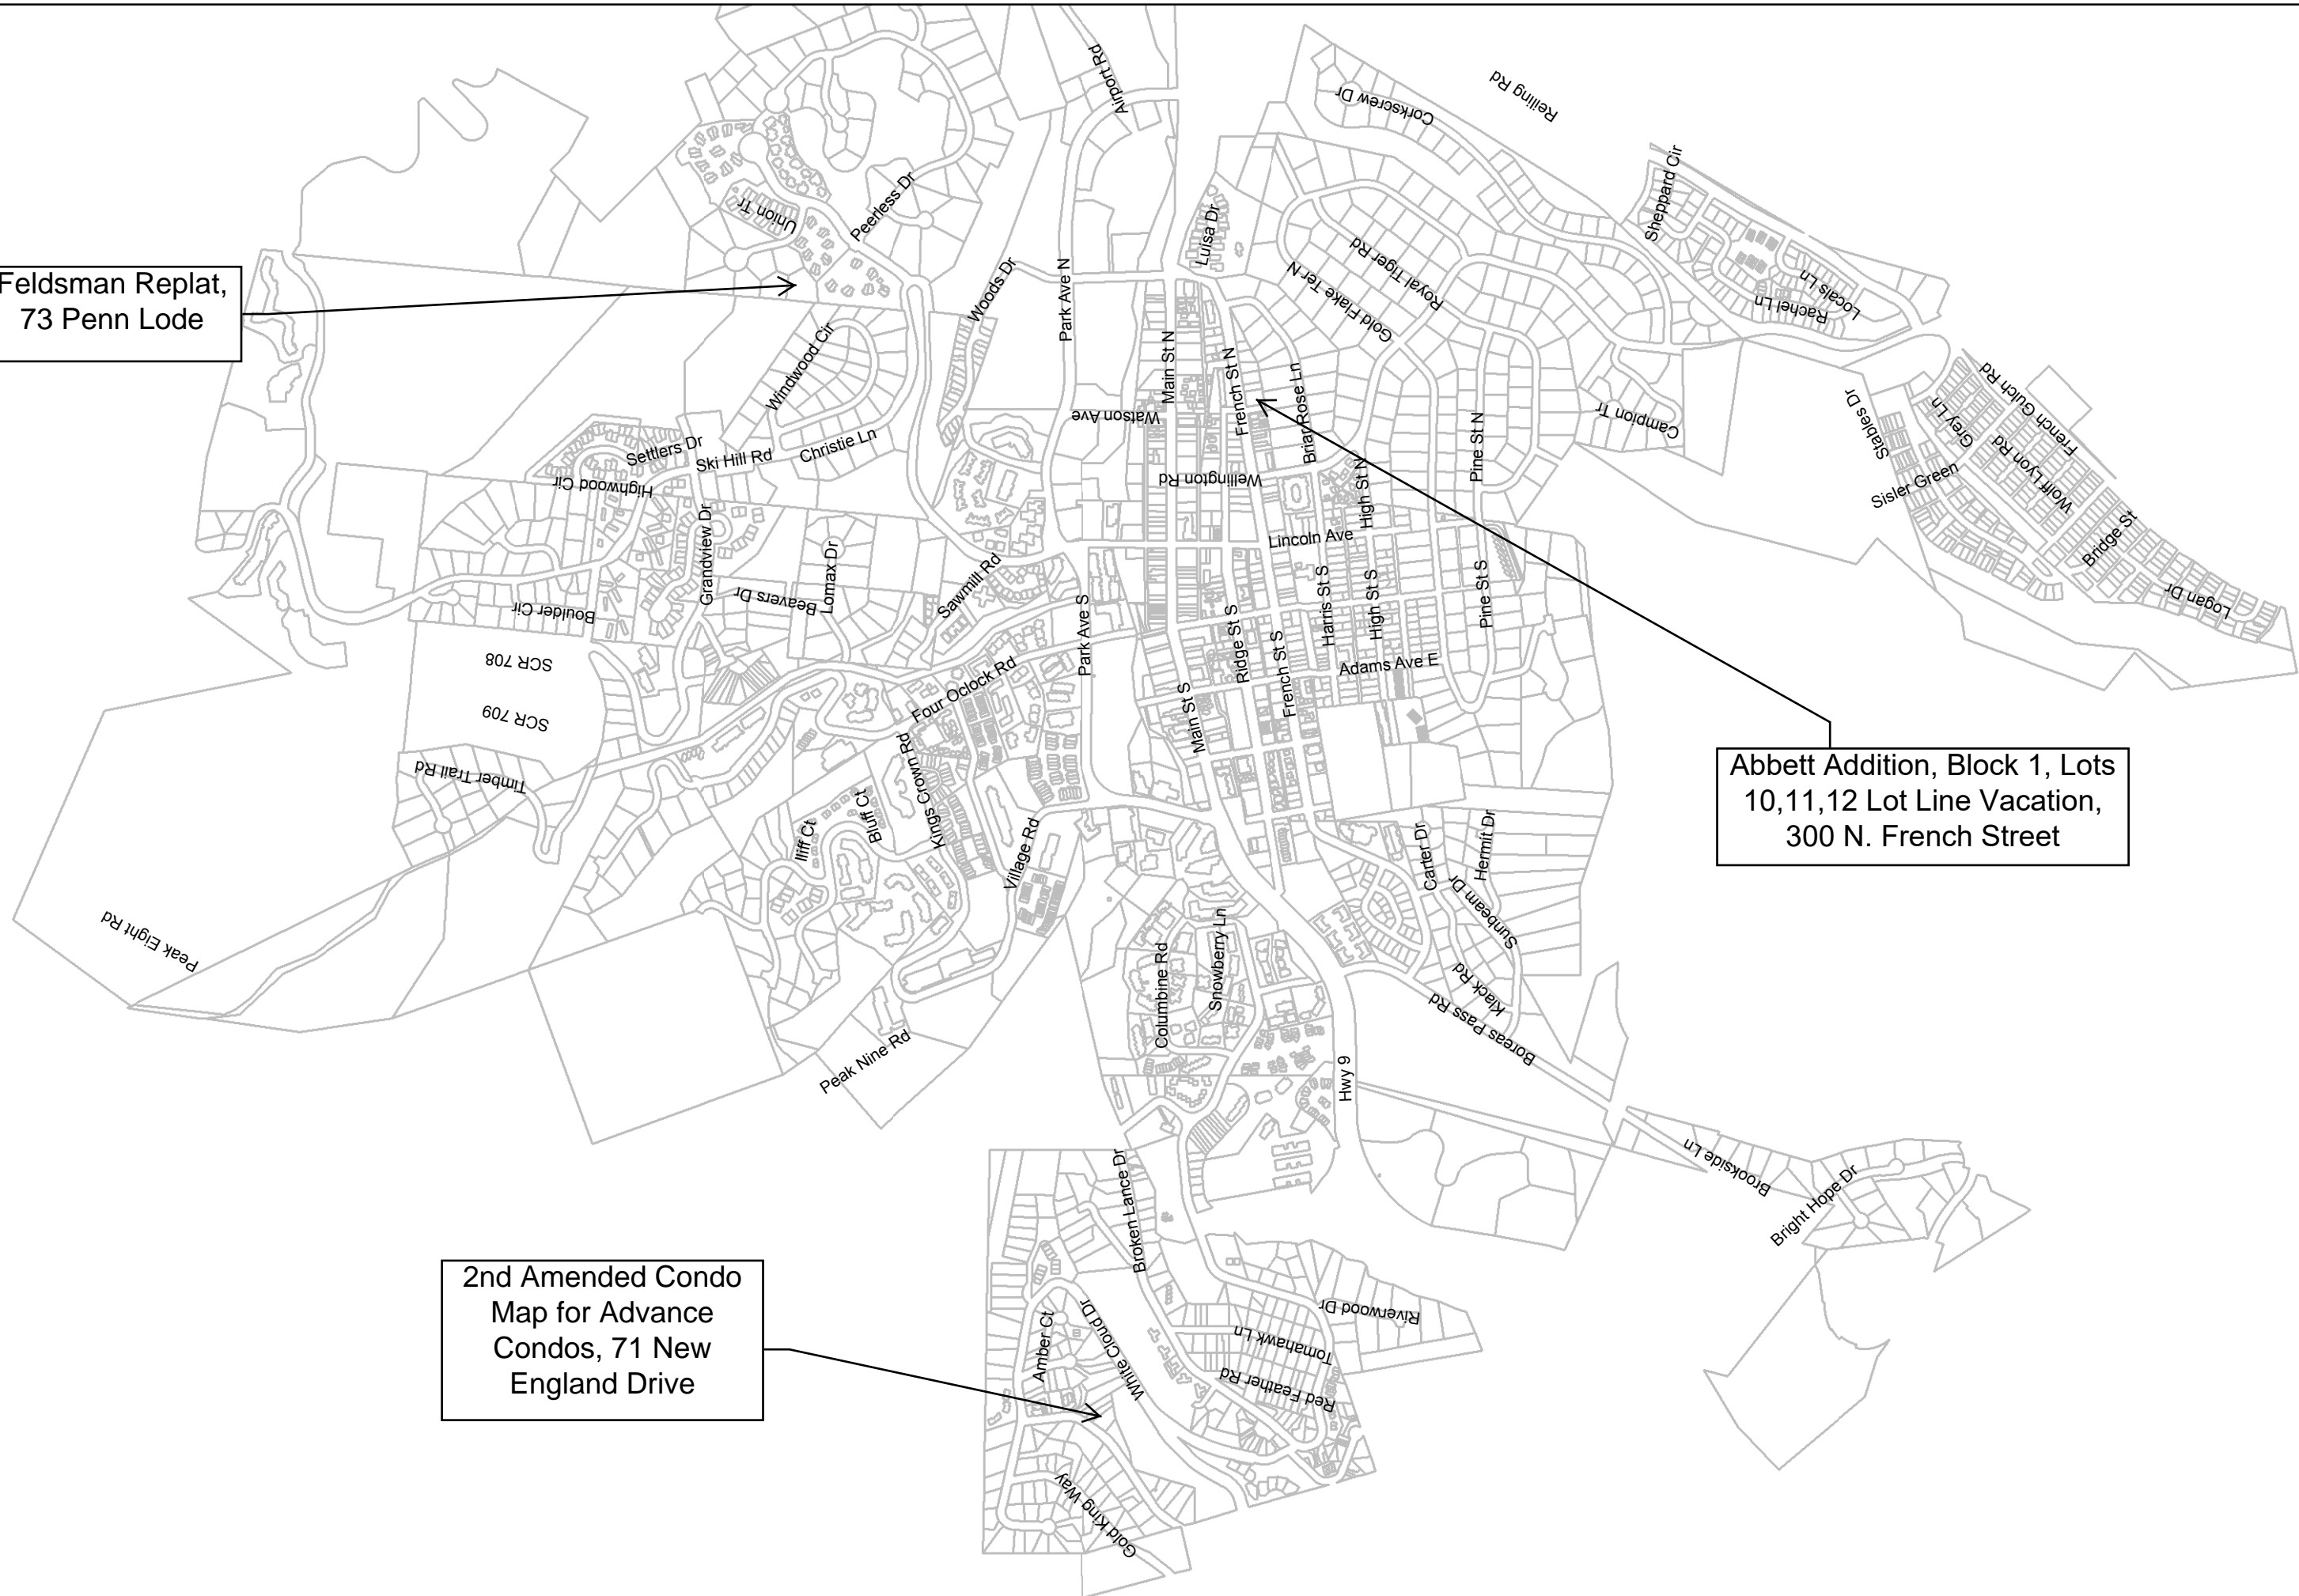 Airport Rd
Reiling Rd
Corkscrew Dr
Sheppard Cir
Peerless Dr
Union Tr
Luisa Dr
Royal Tiger Rd
Gold Flake Ter N
Locals Ln
Rachel Ln
Feldsman Replat,
73 Penn Lode
Woods Dr
Park Ave N
Main St N
French St N
Windwood Cir
Briar Rose Ln
Watson Ave
Campion Tr
Pine St N
Stables Dr
Grey Ln
French Gulch Rd
Wolff Lyon Rd
Sisler Green
Bridge St
Logan Dr
Settlers Dr
Ski Hill Rd
Christie Ln
Highwood Cir
Wellington Rd
High St N
Lincoln Ave
Grandview Dr
Lomax Dr
Beavers Dr
Sawmill Rd
Boulder Cir
Park Ave S
Ridge St S
Harris St S
High St S
Pine St S
SCR 708
SCR 709
Four Oclock Rd
French St S
Adams Ave E
Main St S
Timber Trail Rd
Kings Crown Rd
Bluff Ct
Iliff Ct
Village Rd
Abbett Addition, Block 1, Lots
10,11,12 Lot Line Vacation,
300 N. French Street
Carter Dr
Hermit Dr
Sunbeam Dr
Peak Eight Rd
Columbine Rd
Snowberry Ln
Klack Rd
Boreas Pass Rd
Peak Nine Rd
Hwy 9
Brookside Ln
Bright Hope Dr
Broken Lance Dr
2nd Amended Condo
Map for Advance
Condos, 71 New
England Drive
Amber Ct
White Cloud Dr
Riverwood Dr
Tomahawk Ln
Red Feather Rd
Gold King Way